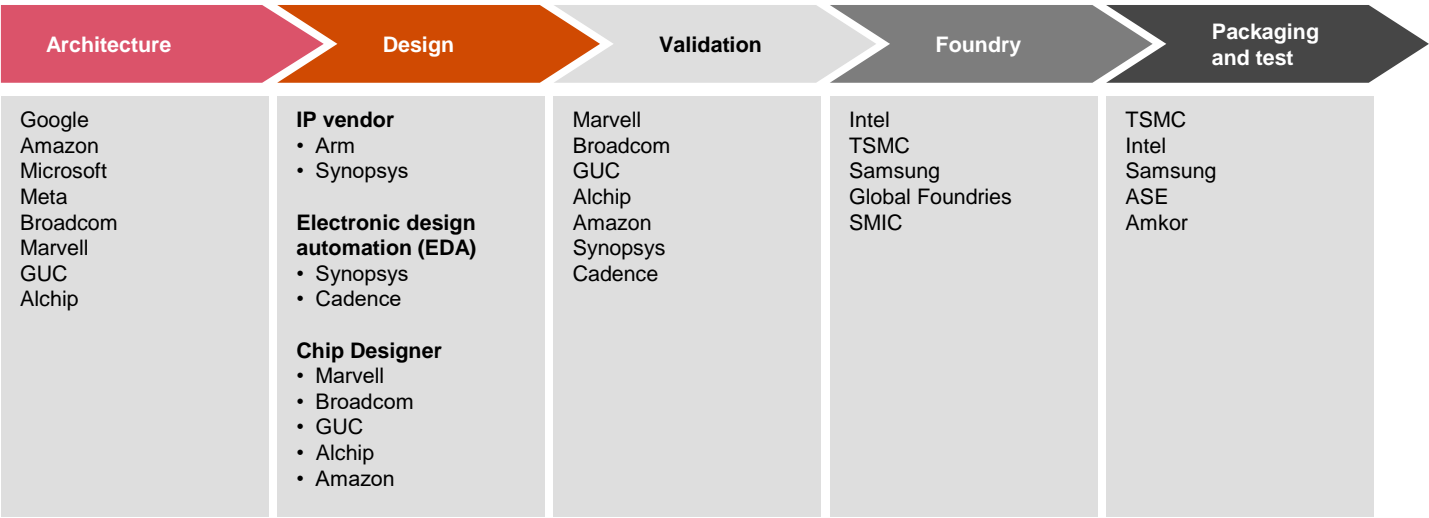 Architecture
Design
Validation
Foundry
Packaging
and test
Google
Amazon
Microsoft
Meta
Broadcom
Marvell
GUC
Alchip
IP vendor
• Arm
• Synopsys
Electronic design
automation (EDA)
• Synopsys
• Cadence
Chip Designer
• Marvell
• Broadcom
• GUC
• Alchip
• Amazon
Marvell
Broadcom
GUC
Alchip
Amazon
Synopsys
Cadence
Intel
TSMC
Samsung
Global Foundries
SMIC
TSMC
Intel
Samsung
ASE
Amkor